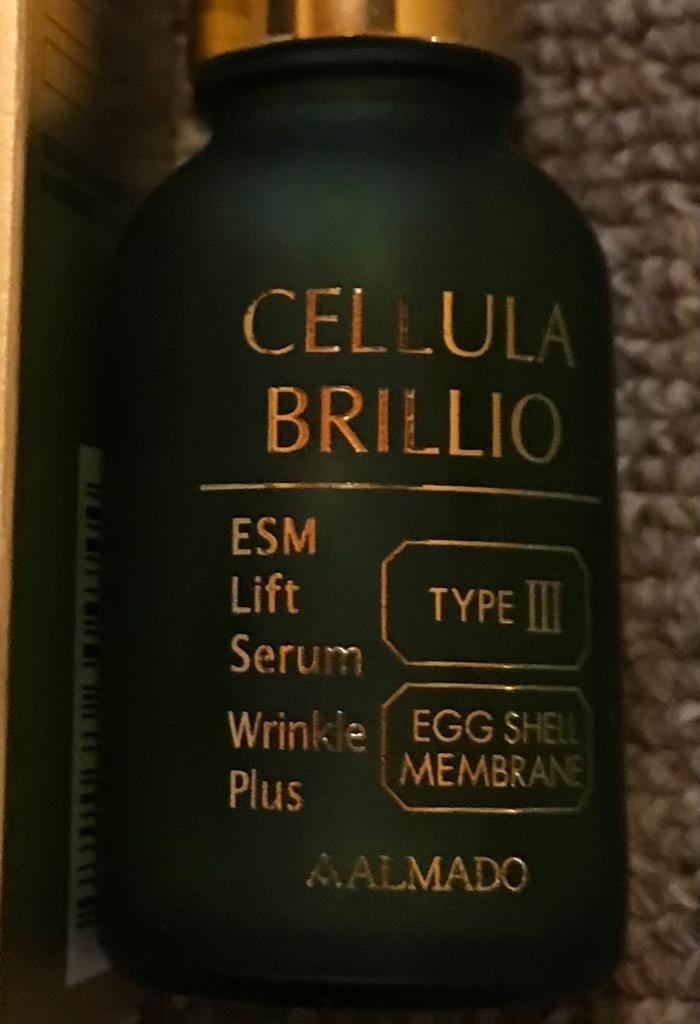 CELLULA
BRILLIO
ESM
Lift
Serum
Wrinkle
Plus
TYPE III
EGG SHELL
MEMBRANE
ALMADO